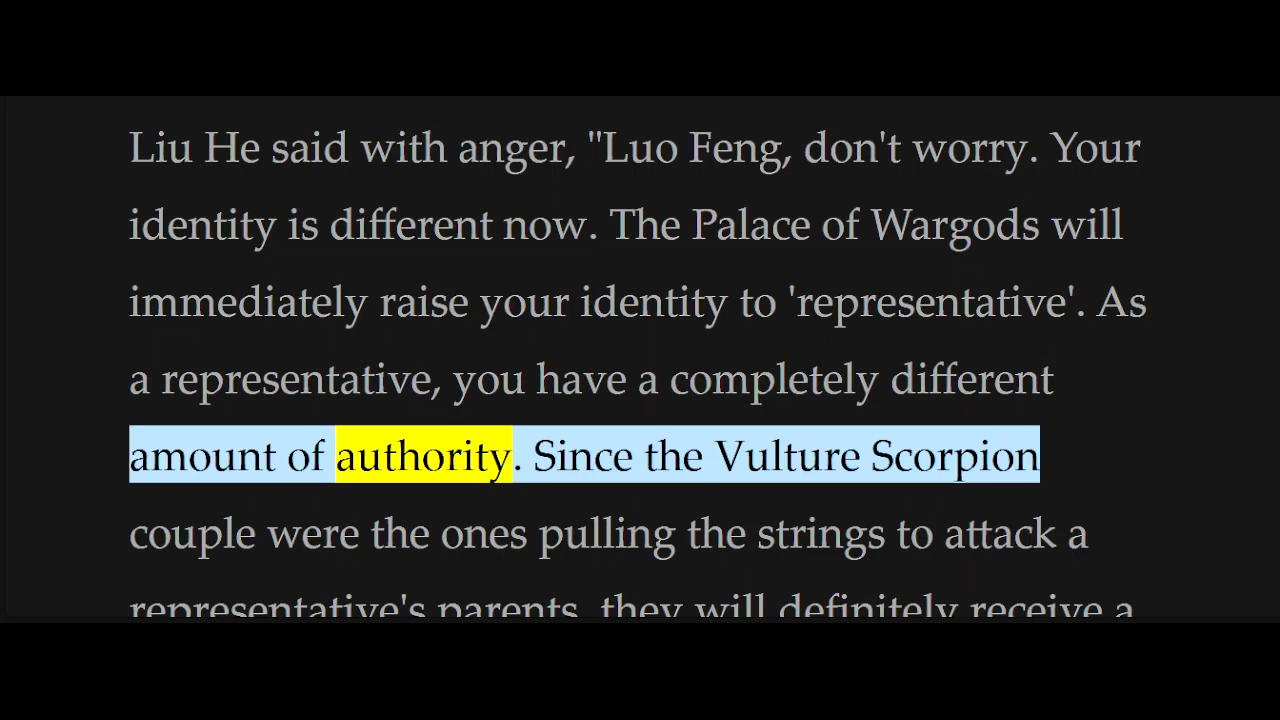 Liu He said with anger, "Luo Feng, don't worry. Your
identity is different now. The Palace of Wargods will
immediately raise your identity to 'representative'. As
a representative, you have a completely different
amount of authority. Since the Vulture Scorpion
couple were the ones pulling the strings to attack a
representative's parents, they will definitely receive a